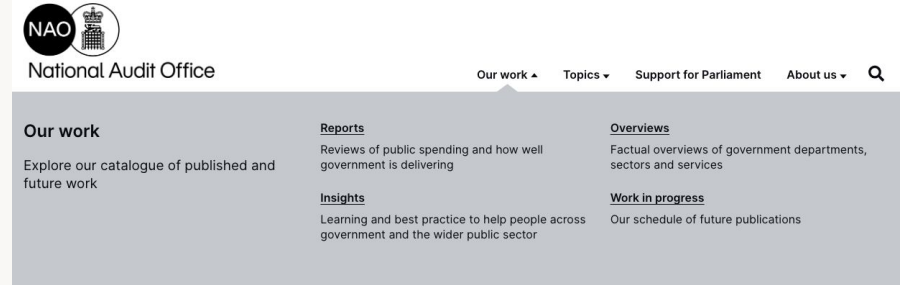 NAO
National Audit Office
Our work
Topics
Support for Parliament
About us
Our work
Explore our catalogue of published and
future work
Reports
Reviews of public spending and how well
government is delivering
Insights
Learning and best practice to help people across
government and the wider public sector
Overviews
Factual overviews of government departments,
sectors and services
Work in progress
Our schedule of future publications